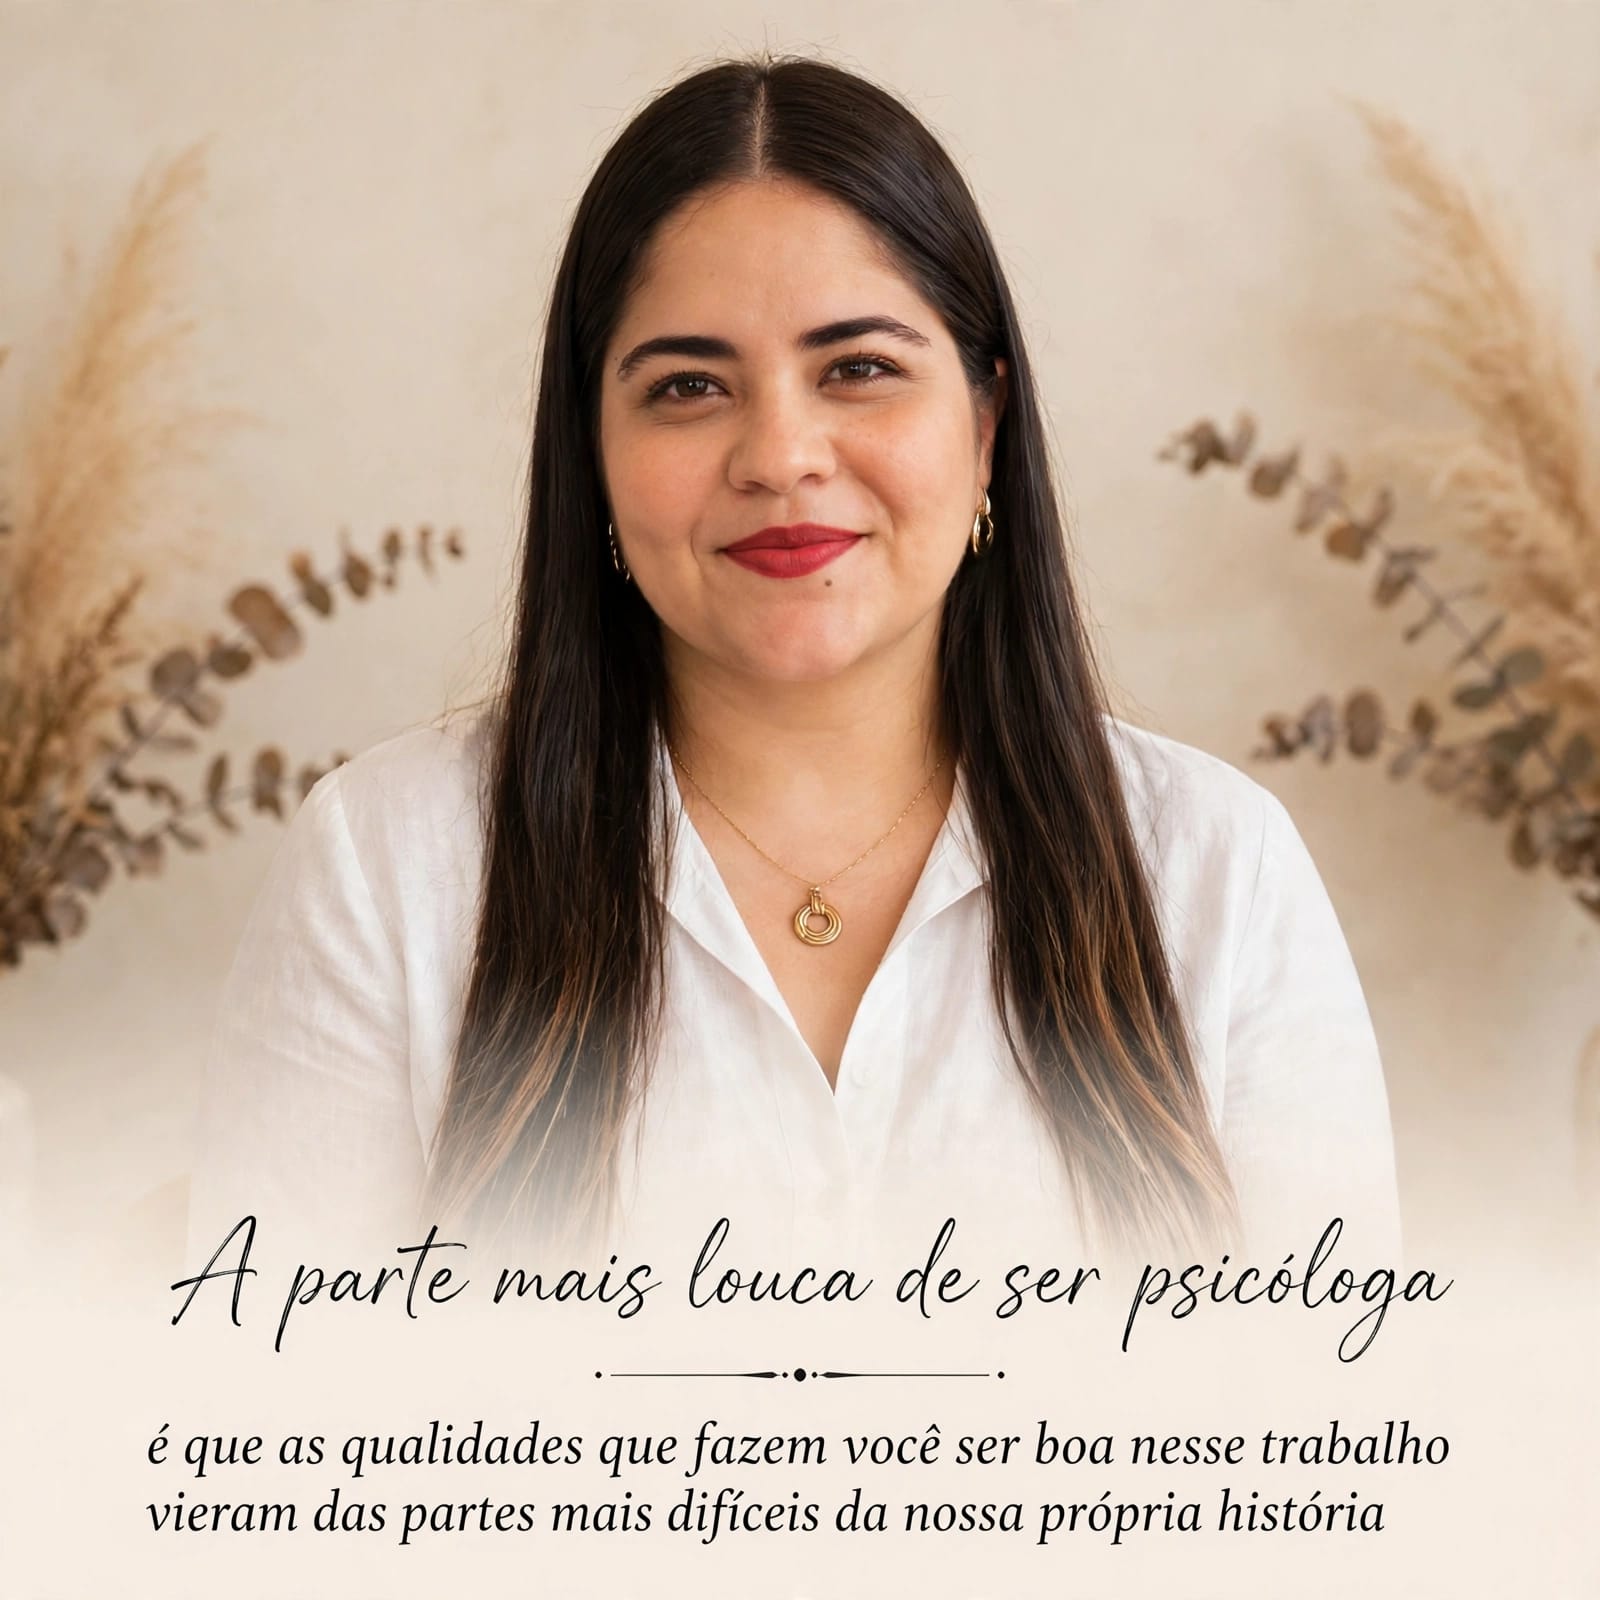 A parte mais louca de ser psicóloga
é que as qualidades que fazem você ser boa nesse trabalho
vieram das partes mais difíceis da nossa própria história